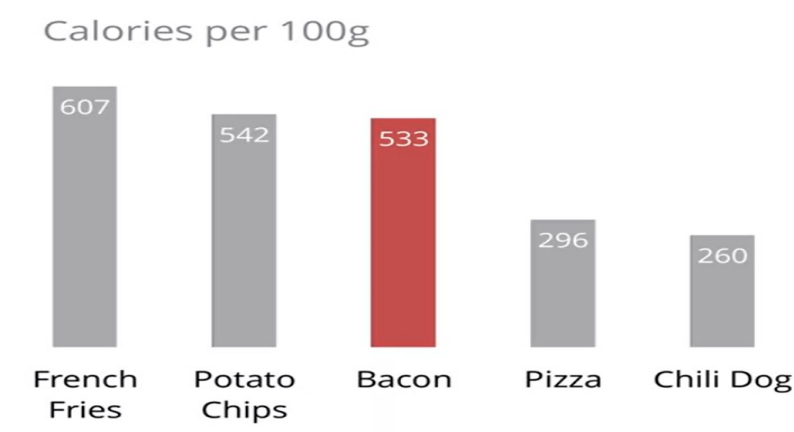 Calories per 100g
607
542
533
296
260
French
Fries
Potato
Chips
Bacon
Pizza
Chili Dog